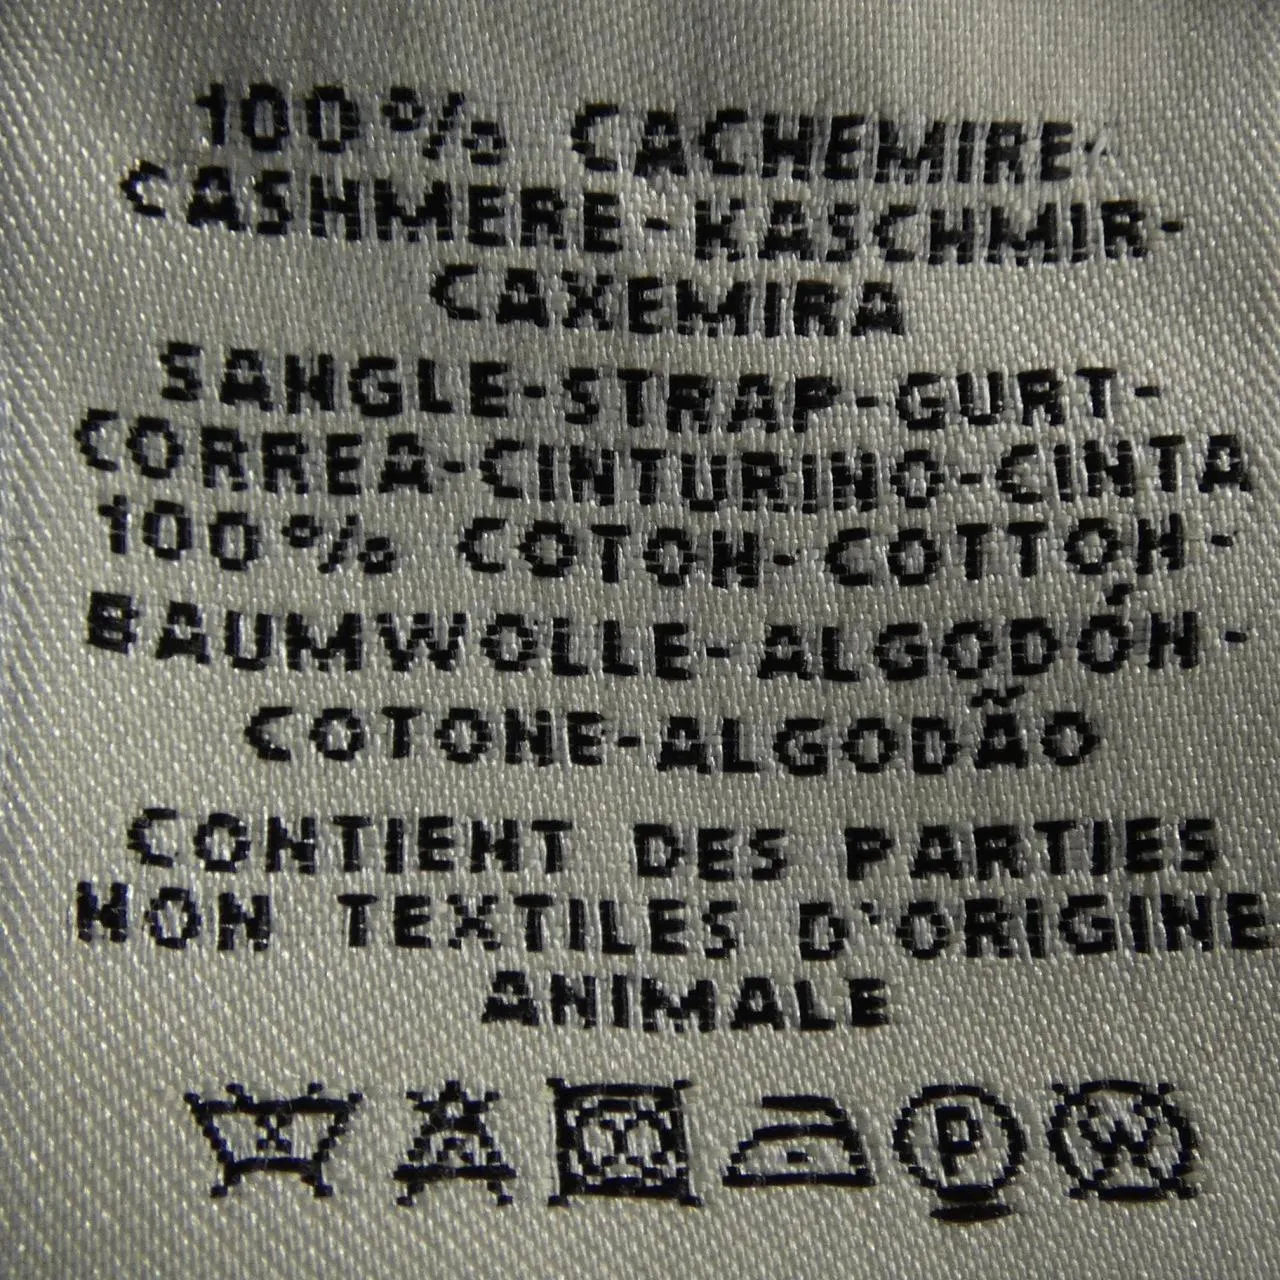 100% CACHEMIRE-
CASHMERE-KASCHMIR-
CAXEMIRA
SANGLE-STRAP-GURT-
CORREA-CINTURINO-CINTA
100% COTON-COTTON-
BAUMWOLLE-ALGODÓN-
COTONE-ALGODÃO
CONTIENT DES PARTIES
NON TEXTILES D'ORIGINE
ANIMALE
P W